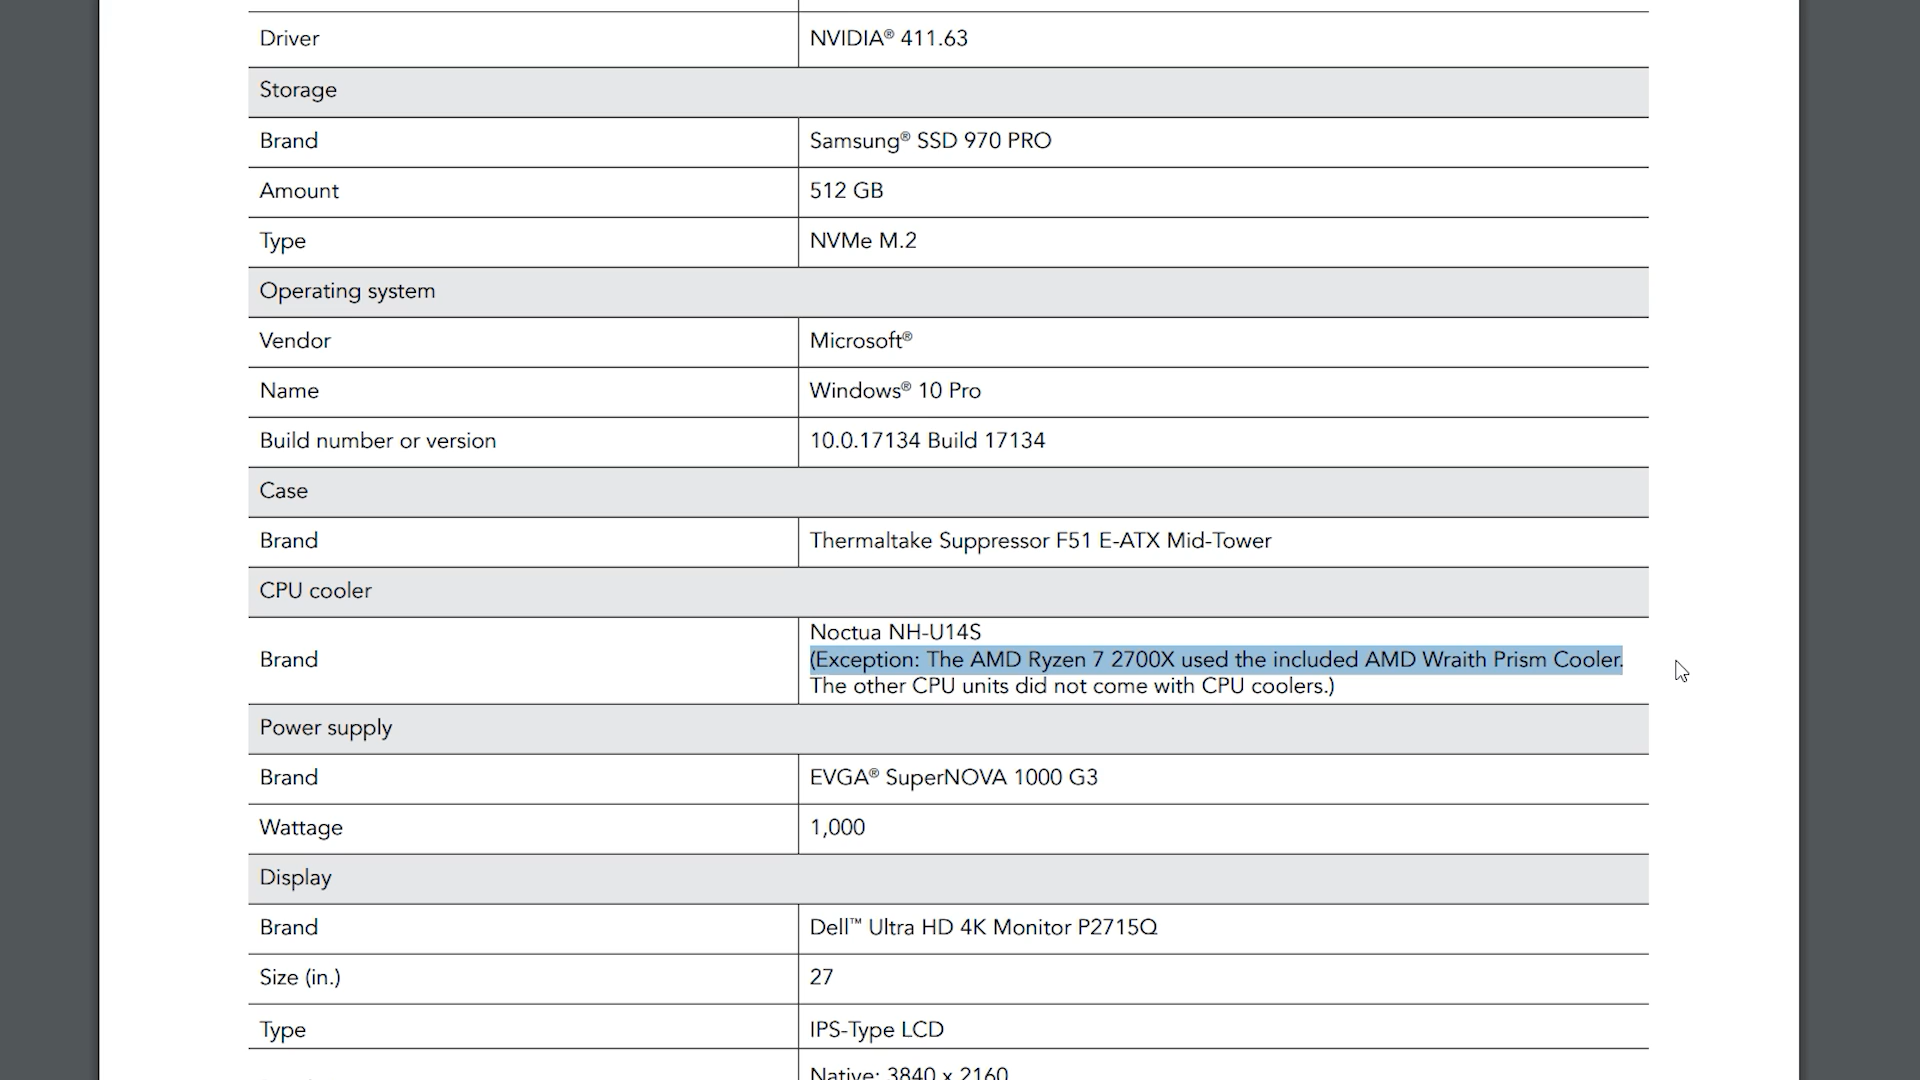 Driver NVIDIA® 411.63
Storage
Brand Samsung® SSD 970 PRO
Amount 512 GB
Type NVMe M.2
Operating system
Vendor Microsoft®
Name Windows® 10 Pro
Build number or version 10.0.17134 Build 17134
Case
Brand Thermaltake Suppressor F51 E-ATX Mid-Tower
CPU cooler
Noctua NH-U14S
Brand (Exception: The AMD Ryzen 7 2700X used the included AMD Wraith Prism Cooler.
The other CPU units did not come with CPU coolers.)
Power supply
Brand EVGA® SuperNOVA 1000 G3
Wattage 1,000
Display
Brand Dell™ Ultra HD 4K Monitor P2715Q
Size (in.) 27
Type IPS-Type LCD
Native: 3840 x 2160